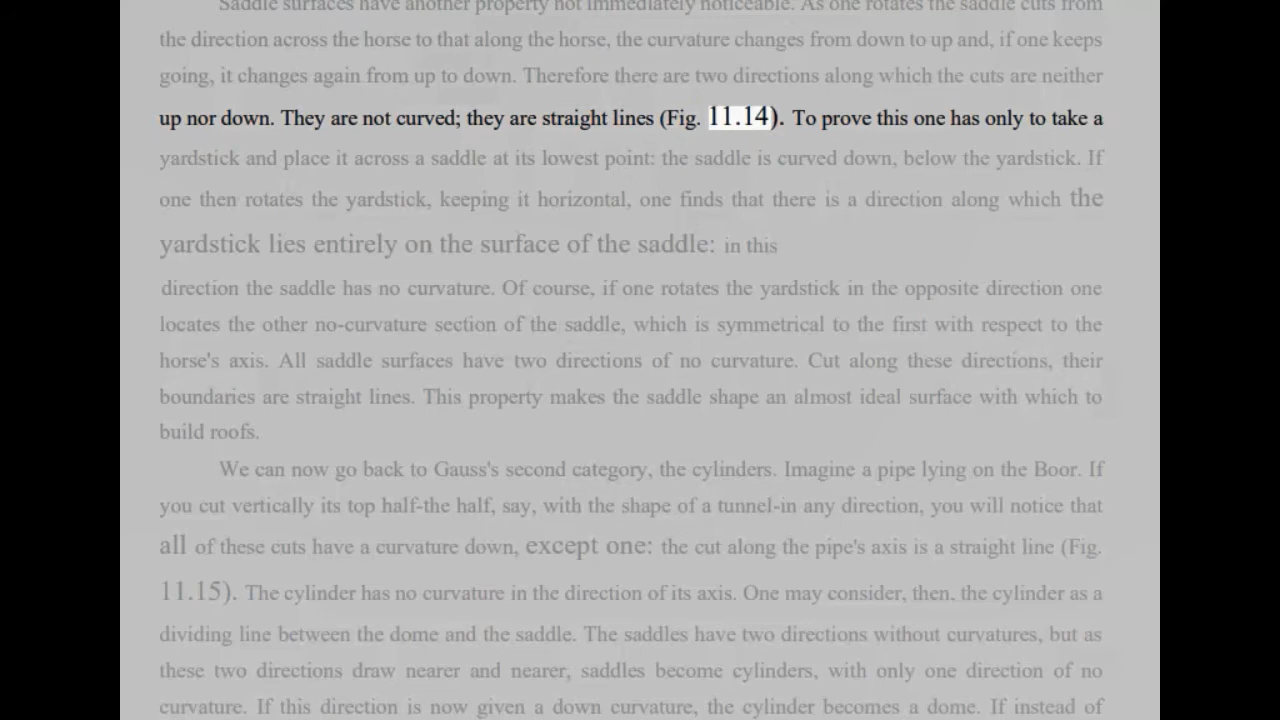 Saddle surfaces have another property not immediately noticeable. As one rotates the saddle cuts from
the direction across the horse to that along the horse, the curvature changes from down to up and, if one keeps
going, it changes again from up to down. Therefore there are two directions along which the cuts are neither
up nor down. They are not curved; they are straight lines (Fig. 11.14). To prove this one has only to take a
yardstick and place it across a saddle at its lowest point: the saddle is curved down, below the yardstick. If
one then rotates the yardstick, keeping it horizontal, one finds that there is a direction along which the
yardstick lies entirely on the surface of the saddle: in this
direction the saddle has no curvature. Of course, if one rotates the yardstick in the opposite direction one
locates the other no-curvature section of the saddle, which is symmetrical to the first with respect to the
horse's axis. All saddle surfaces have two directions of no curvature. Cut along these directions, their
boundaries are straight lines. This property makes the saddle shape an almost ideal surface with which to
build roofs.
We can now go back to Gauss's second category, the cylinders. Imagine a pipe lying on the Boor. If
you cut vertically its top half-the half, say, with the shape of a tunnel-in any direction, you will notice that
all of these cuts have a curvature down, except one: the cut along the pipe's axis is a straight line (Fig.
11.15). The cylinder has no curvature in the direction of its axis. One may consider, then, the cylinder as a
dividing line between the dome and the saddle. The saddles have two directions without curvatures, but as
these two directions draw nearer and nearer, saddles become cylinders, with only one direction of no
curvature. If this direction is now given a down curvature, the cylinder becomes a dome. If instead of